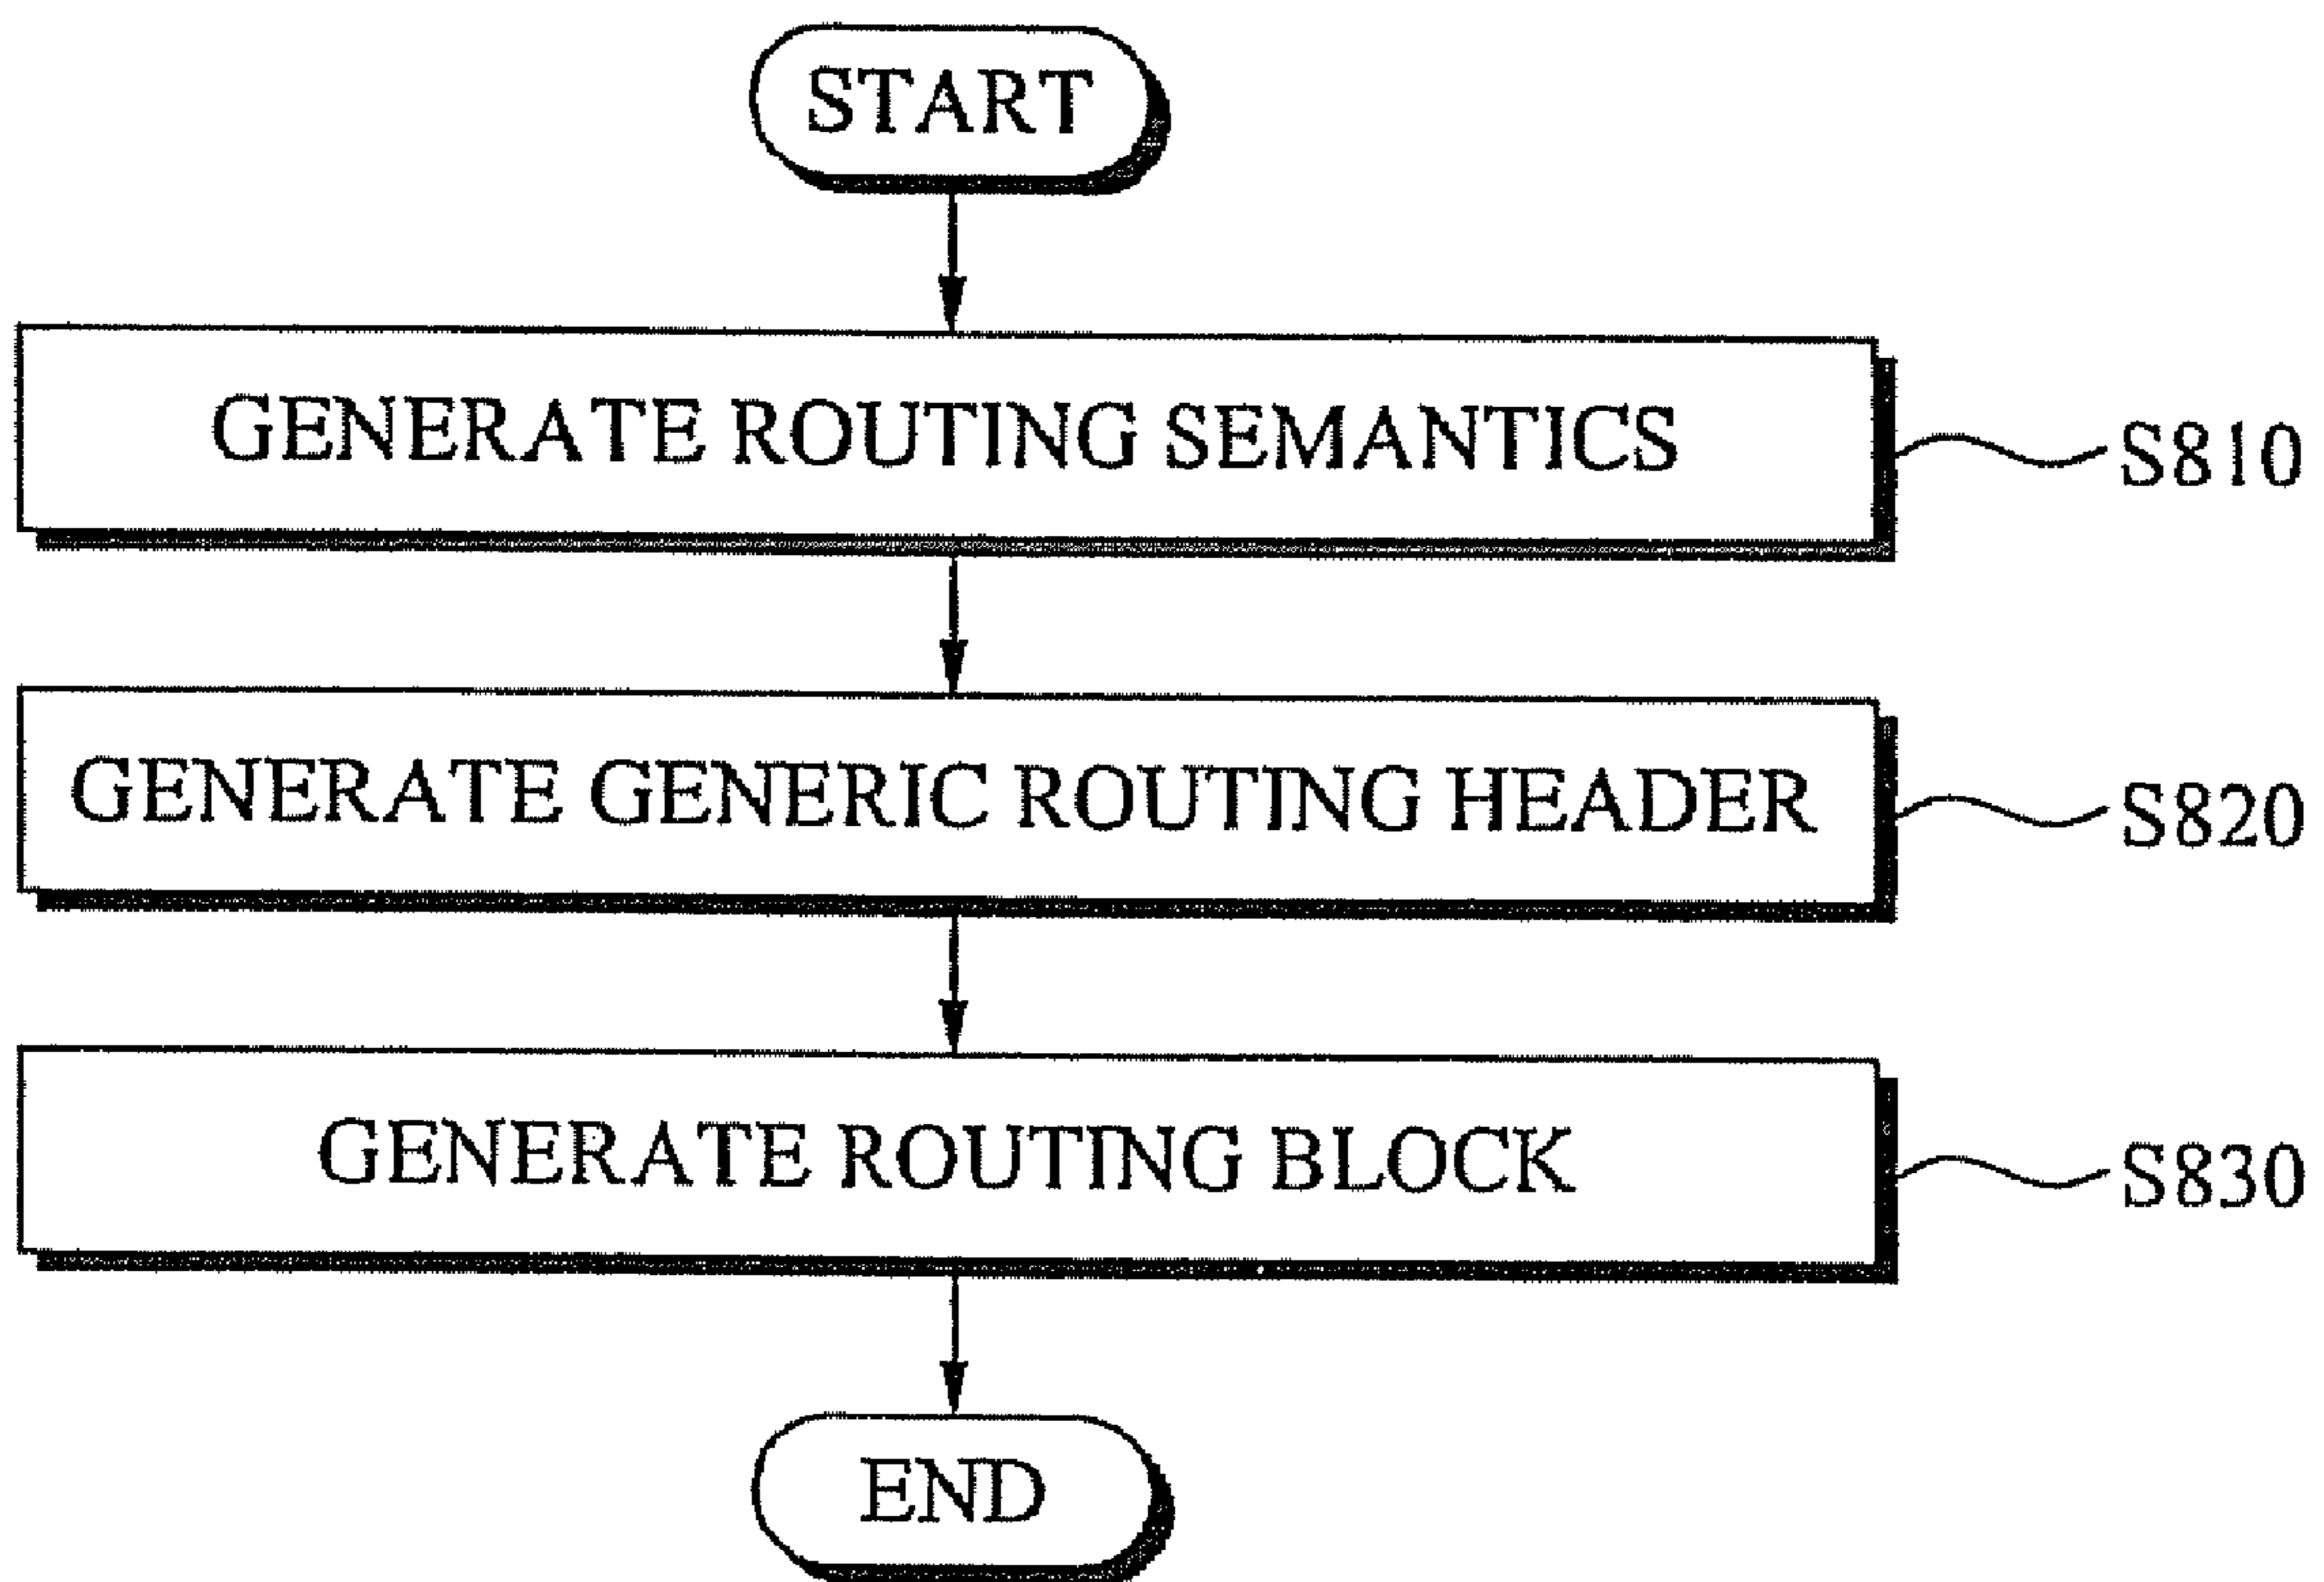 START
GENERATE ROUTING SEMANTICS
S810
GENERATE GENERIC ROUTING HEADER
S820
GENERATE ROUTING BLOCK
S830
END